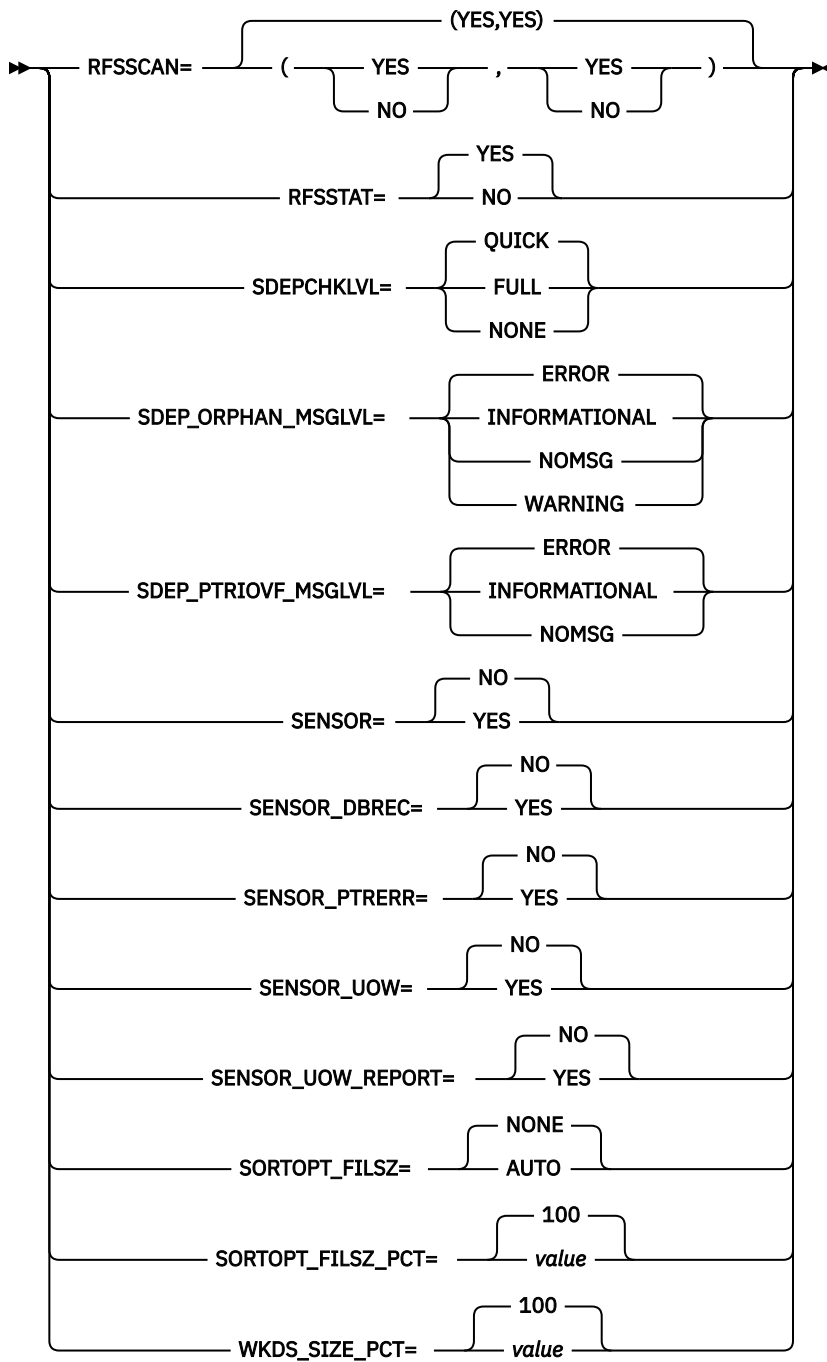 (YES,YES)
RFSSCAN= ( YES , YES )
NO NO
YES
RFSSTAT= NO
QUICK
SDEPCHKLVL= FULL
NONE
ERROR
SDEP_ORPHAN_MSGLVL= INFORMATIONAL
NOMSG
WARNING
ERROR
SDEP_PTRIOVF_MSGLVL= INFORMATIONAL
NOMSG
NO
SENSOR= YES
NO
SENSOR_DBREC= YES
NO
SENSOR_PTRERR= YES
NO
SENSOR_UOW= YES
NO
SENSOR_UOW_REPORT= YES
NONE
SORTOPT_FILSZ= AUTO
100
SORTOPT_FILSZ_PCT= value
100
WKDS_SIZE_PCT= value